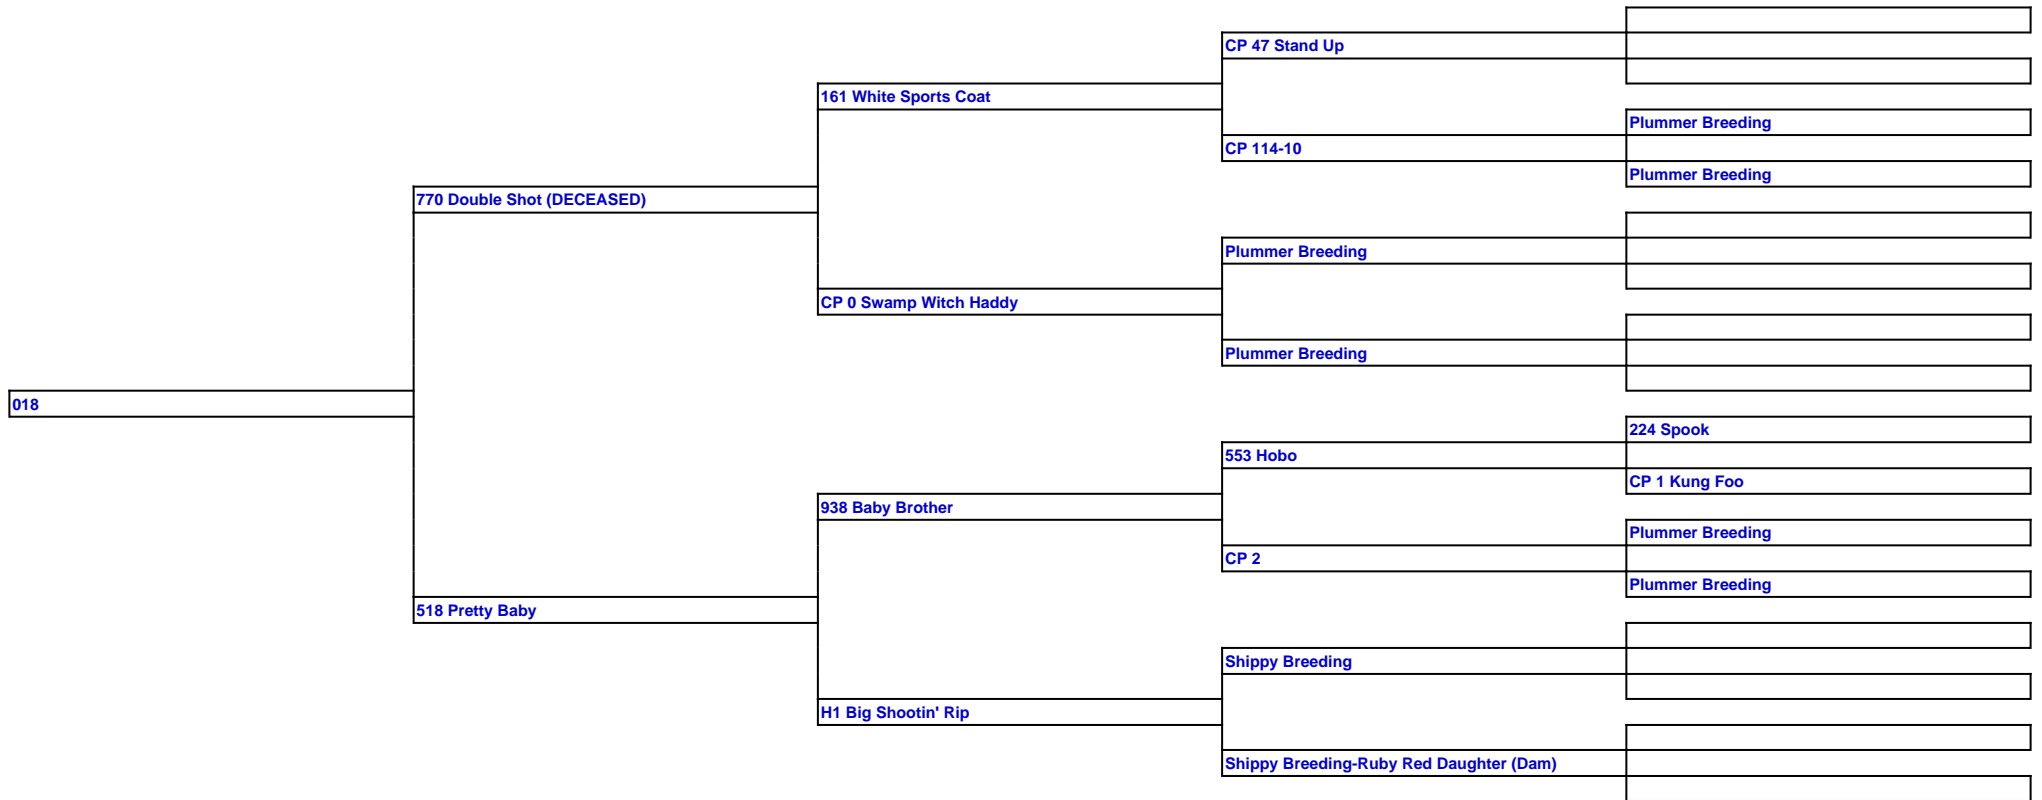 CP 47 Stand Up
161 White Sports Coat
Plummer Breeding
CP 114-10
Plummer Breeding
770 Double Shot (DECEASED)
Plummer Breeding
CP 0 Swamp Witch Haddy
Plummer Breeding
018
224 Spook
553 Hobo
CP 1 Kung Foo
938 Baby Brother
Plummer Breeding
CP 2
Plummer Breeding
518 Pretty Baby
Shippy Breeding
H1 Big Shootin' Rip
Shippy Breeding-Ruby Red Daughter (Dam)